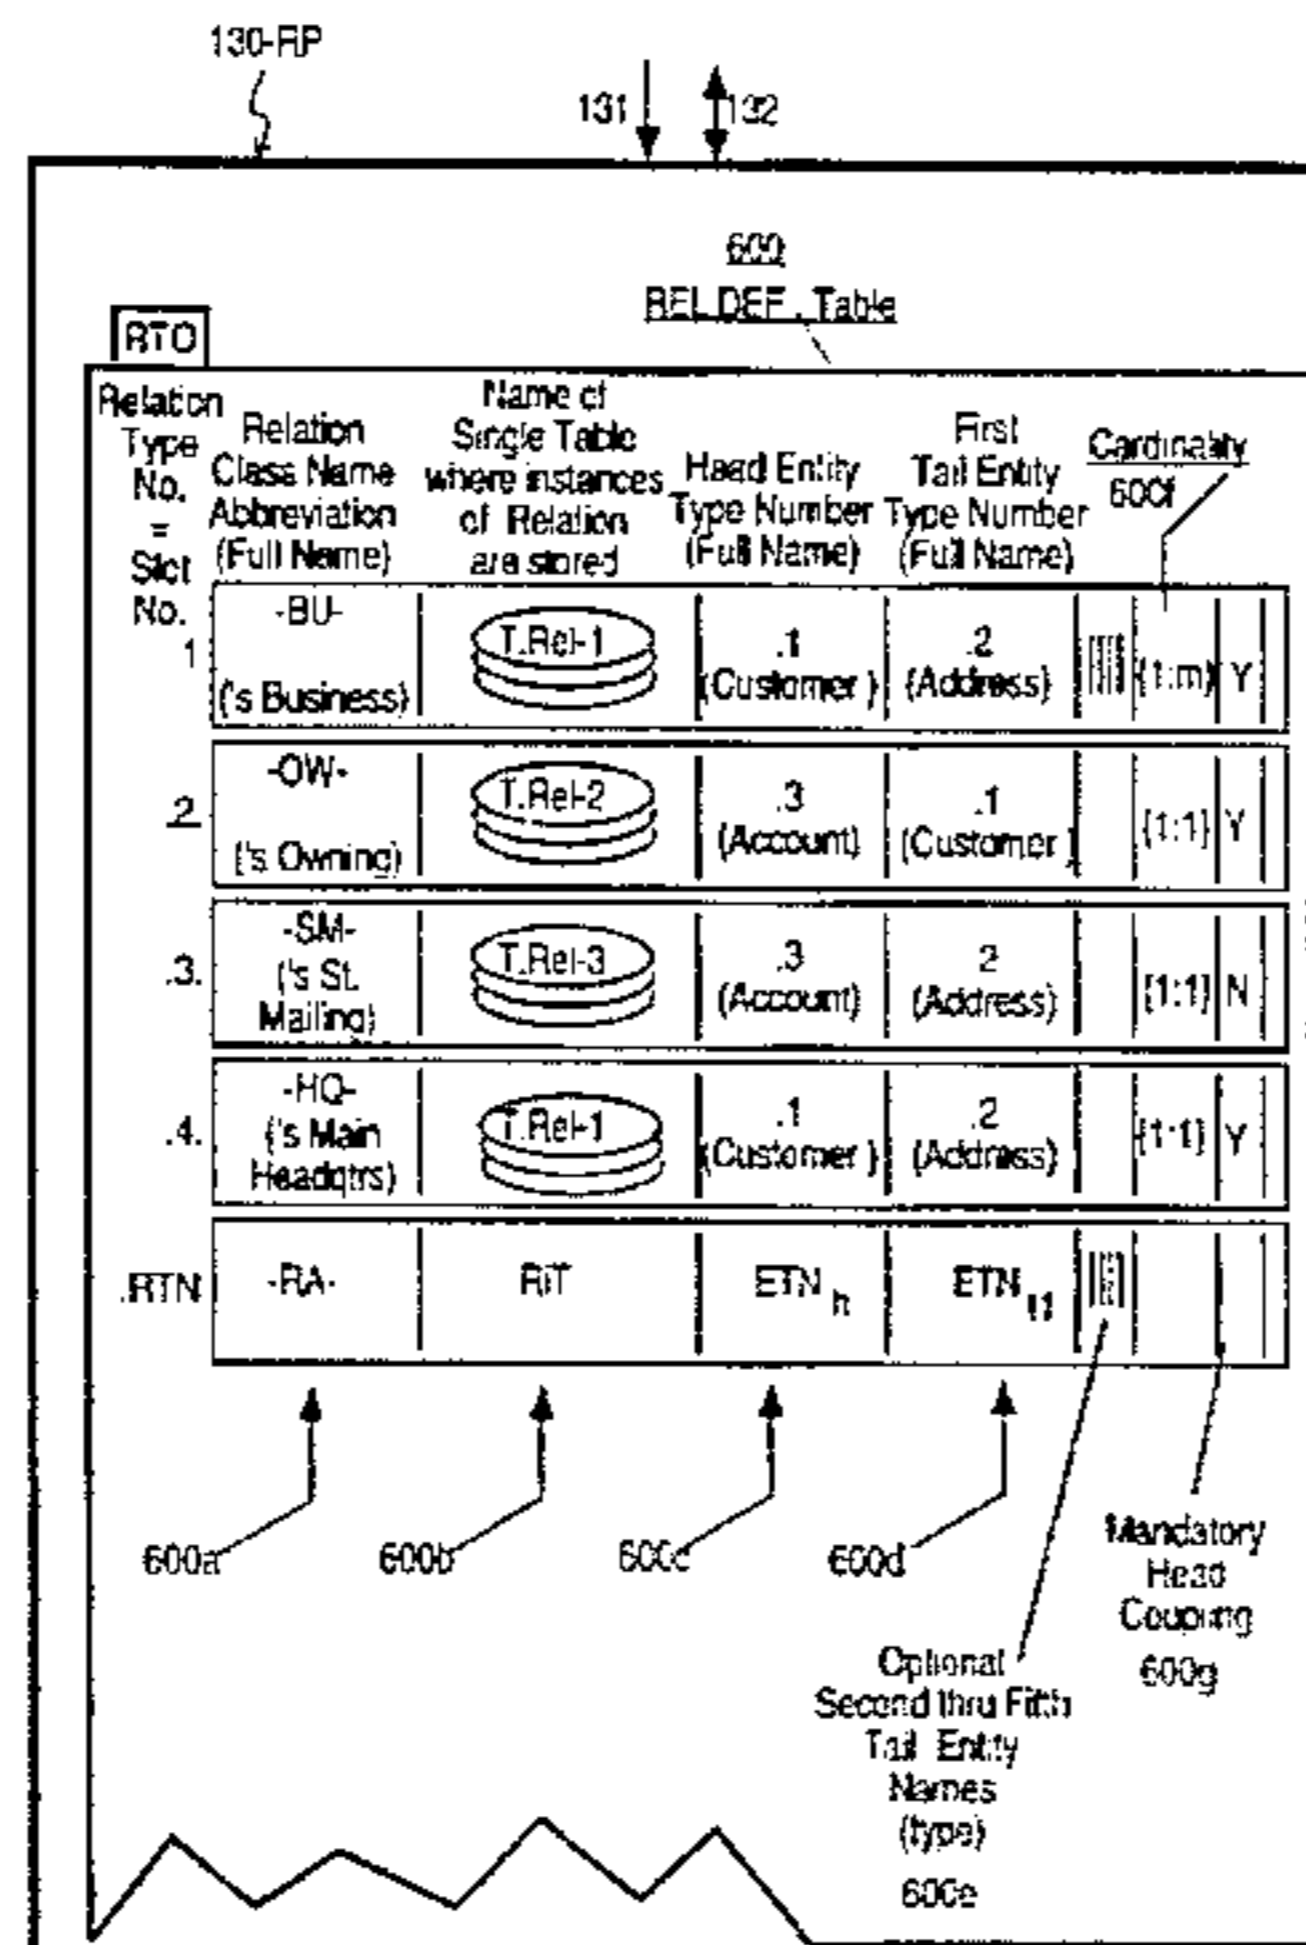 130-RP
131
132
600
REL.DEF. Table
RTO
Relation
Type
No.
=
Slot
No.
Relation
Class Name
Abbreviation
(Full Name)
Name of
Single Table
where instances
of Relation
are stored
Head Entity
Type Number
(Full Name)
First
Tail Entity
Type Number
(Full Name)
Cardinality
600f
1
-BU-
('s Business)
T.Rel-1
.1
(Customer )
.2
(Address)
(1:m)
Y
.2
-OW-
('s Owning)
T.Rel-2
.3
(Account)
.1
(Customer )
(1:1)
Y
.3.
-SM-
('s St.
Mailing)
T.Rel-3
.3
(Account)
2
(Address)
(1:1)
N
.4.
-HQ-
('s Main
Headqtrs)
T.Rel-1
.1
(Customer )
.2
(Address)
(1:1)
Y
.RTN
-RA-
RiT
ETN h
ETN t1
600a
600b
600c
600d
Mandatory
Head
Coupling
600g
Optional
Second thru Fifth
Tail Entity
Names
(type)
600e